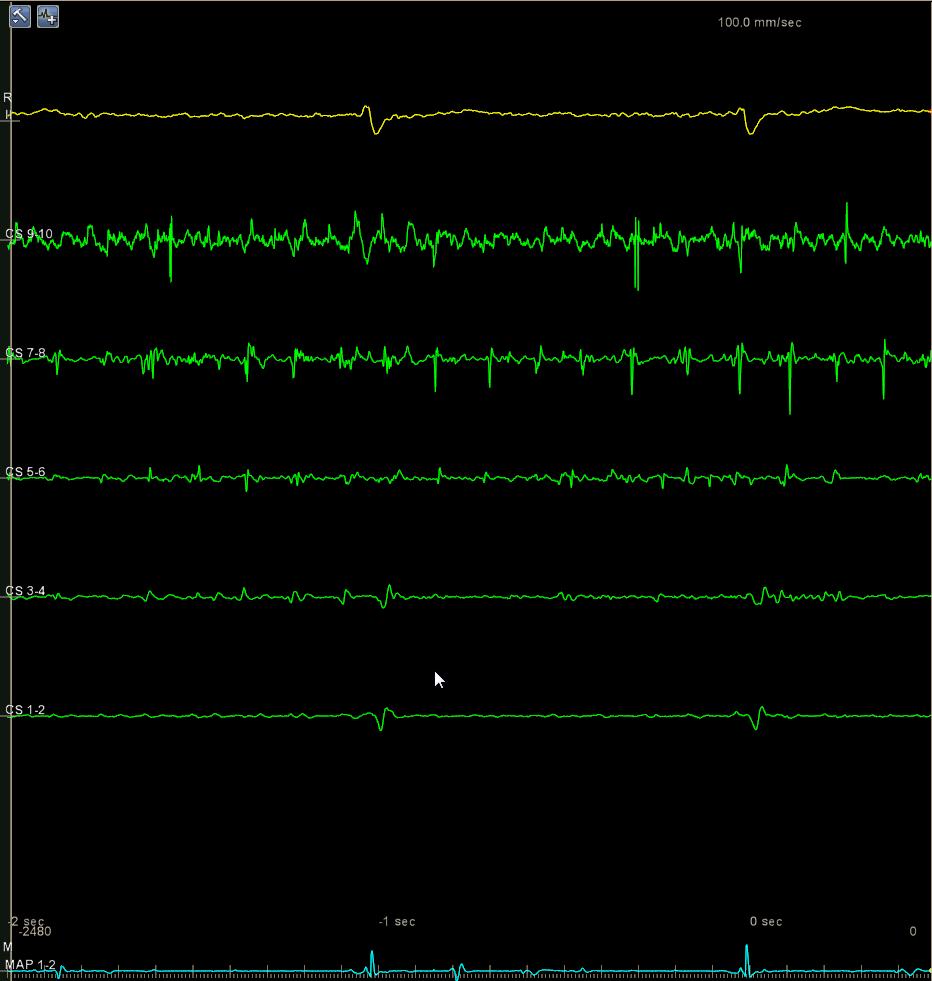 100.0 mm/sec
R
CS 9-10
CS 7-8
CS 5-6
CS 3-4
CS 1-2
-2 sec
-1 sec
0 sec
-2480
0
M
MAP 1-2